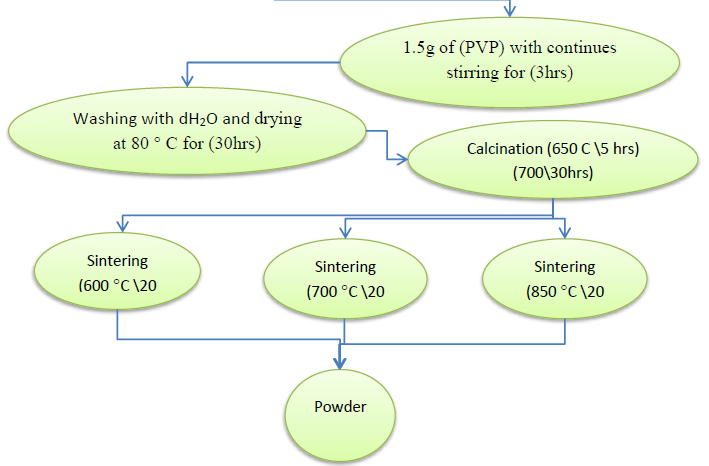 1.5g of (PVP) with continues
stirring for (3hrs)
Washing with dH₂O and drying
at 80 ° C for (30hrs)
Calcination (650 C \5 hrs)
(700\30hrs)
Sintering
(600 °C \20
Sintering
(700 °C \20
Sintering
(850 °C \20
Powder